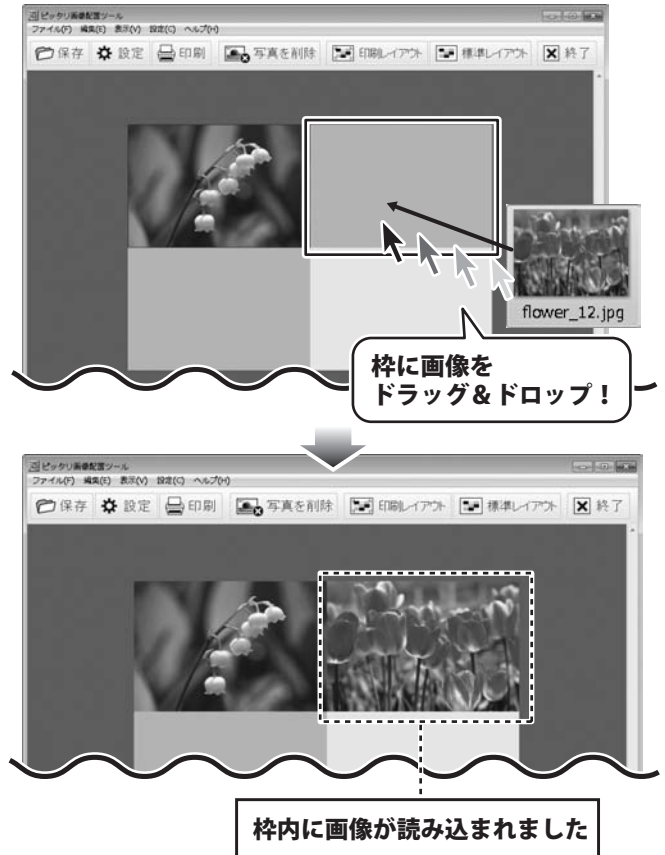 ピッタリ画像配置ツール
ファイル(F) 編集(E) 表示(V) 設定(C) ヘルプ(H)
保存 設定 印刷 写真を削除 印刷レイアウト 標準レイアウト 終了
flower_12.jpg
枠に画像を
ドラッグ&ドロップ!
ピッタリ画像配置ツール
ファイル(F) 編集(E) 表示(V) 設定(C) ヘルプ(H)
保存 設定 印刷 写真を削除 印刷レイアウト 標準レイアウト 終了
枠内に画像が読み込まれました